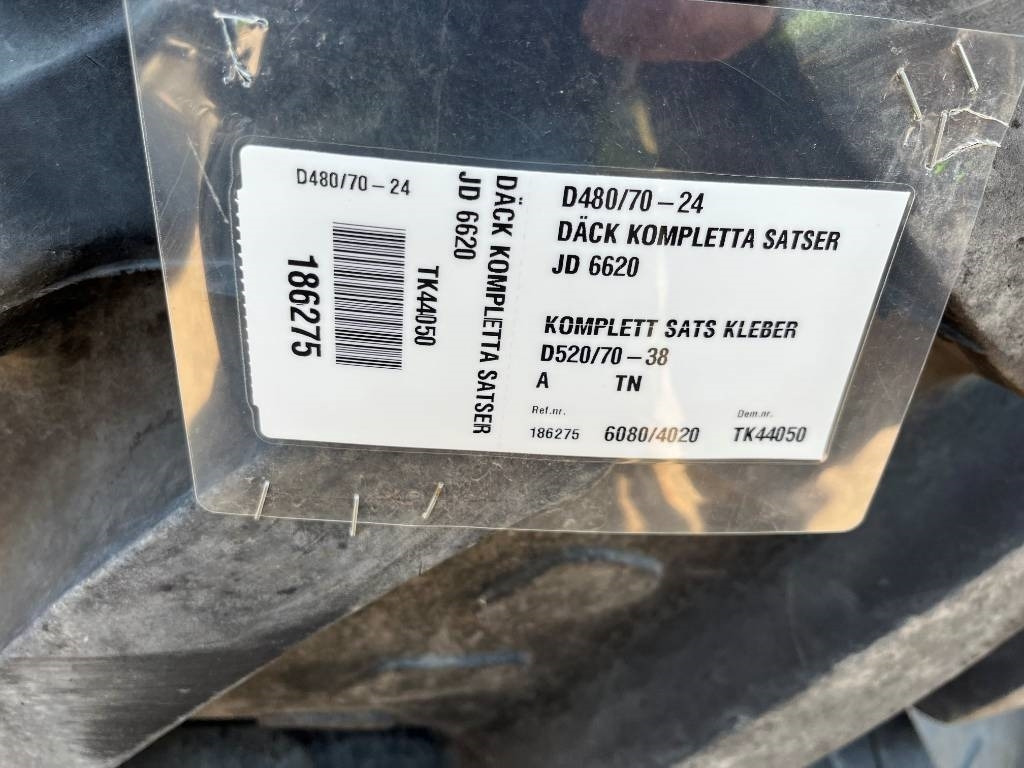 D480/70-24
186275
TK44050
DÄCK KOMPLETTA SATSER
JD 6620
D480/70-24
DÄCK KOMPLETTA SATSER
JD 6620
KOMPLETT SATS KLEBER
D520/70-38
A TN
Ref.nr. Dem.nr.
186275 6080/4020 TK44050